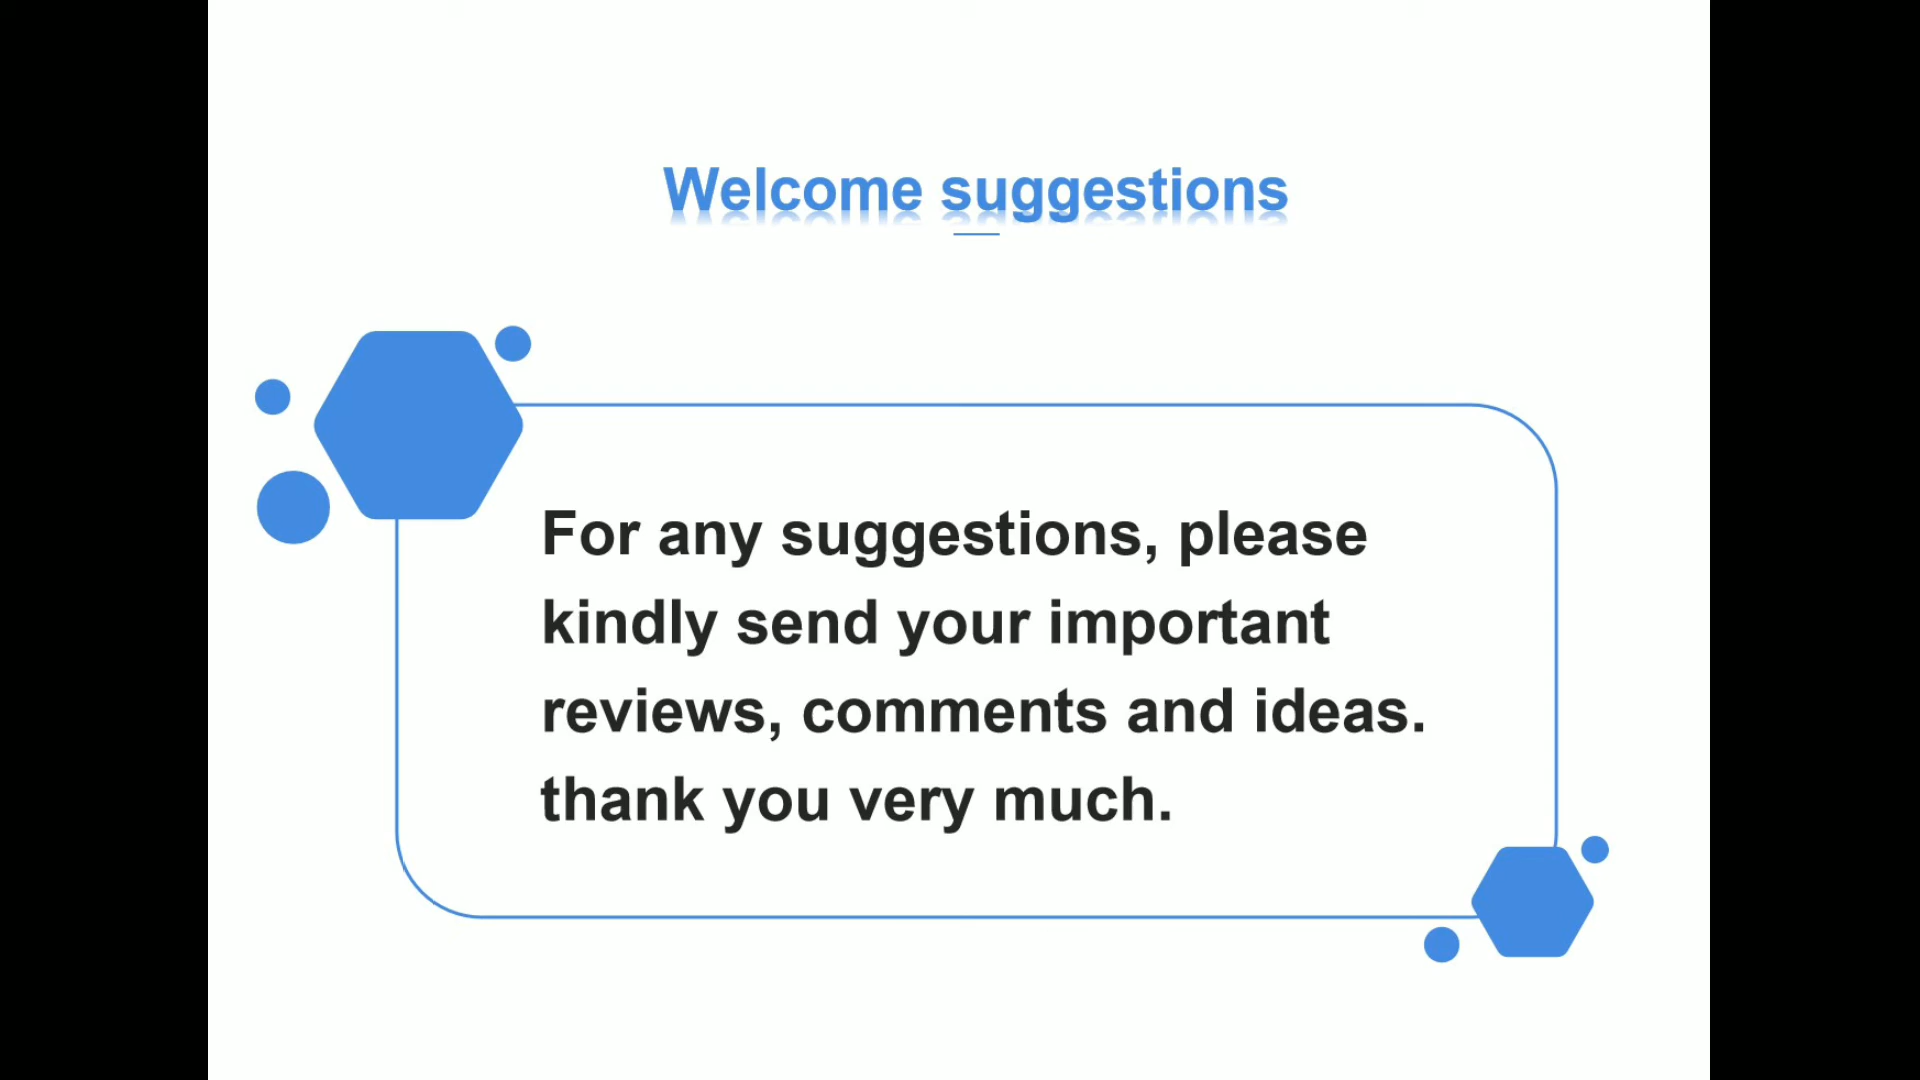 Welcome suggestions
For any suggestions, please
kindly send your important
reviews, comments and ideas.
thank you very much.